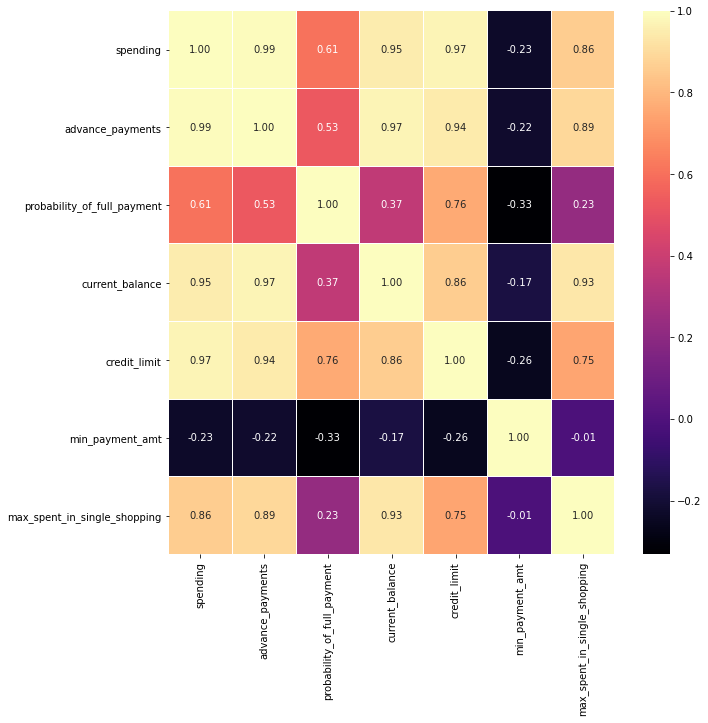 spending 1.00 0.99 0.61 0.95 0.97 -0.23 0.86
advance_payments 0.99 1.00 0.53 0.97 0.94 -0.22 0.89
probability_of_full_payment 0.61 0.53 1.00 0.37 0.76 -0.33 0.23
current_balance 0.95 0.97 0.37 1.00 0.86 -0.17 0.93
credit_limit 0.97 0.94 0.76 0.86 1.00 -0.26 0.75
min_payment_amt -0.23 -0.22 -0.33 -0.17 -0.26 1.00 -0.01
max_spent_in_single_shopping 0.86 0.89 0.23 0.93 0.75 -0.01 1.00
spending
advance_payments
probability_of_full_payment
current_balance
credit_limit
min_payment_amt
max_spent_in_single_shopping
1.0
0.8
0.6
0.4
0.2
0.0
−0.2